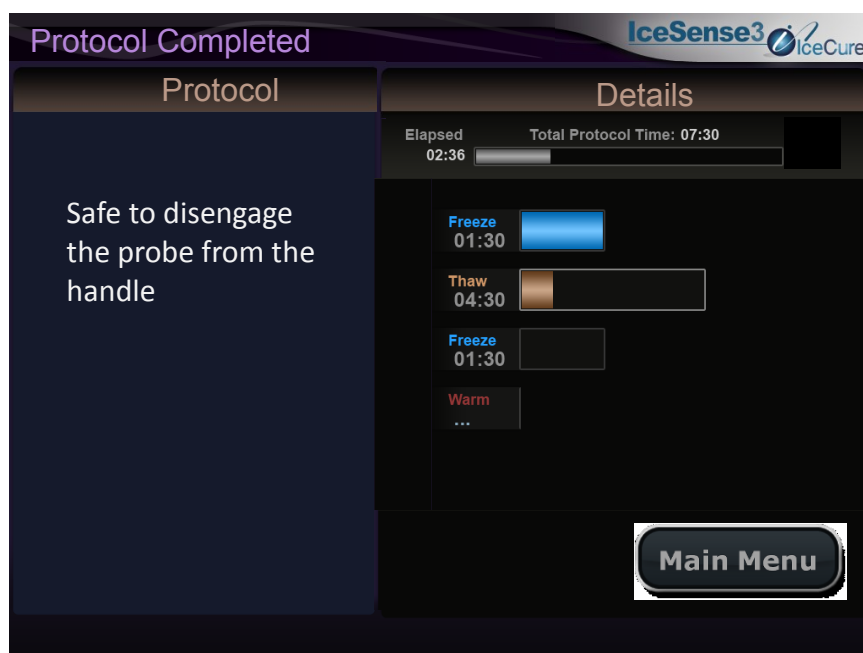 Protocol Completed
IceSense3 IceCure
Protocol
Details
Elapsed
02:36
Total Protocol Time: 07:30
Safe to disengage
the probe from the
handle
Freeze
01:30
Thaw
04:30
Freeze
01:30
Warm
...
Main Menu